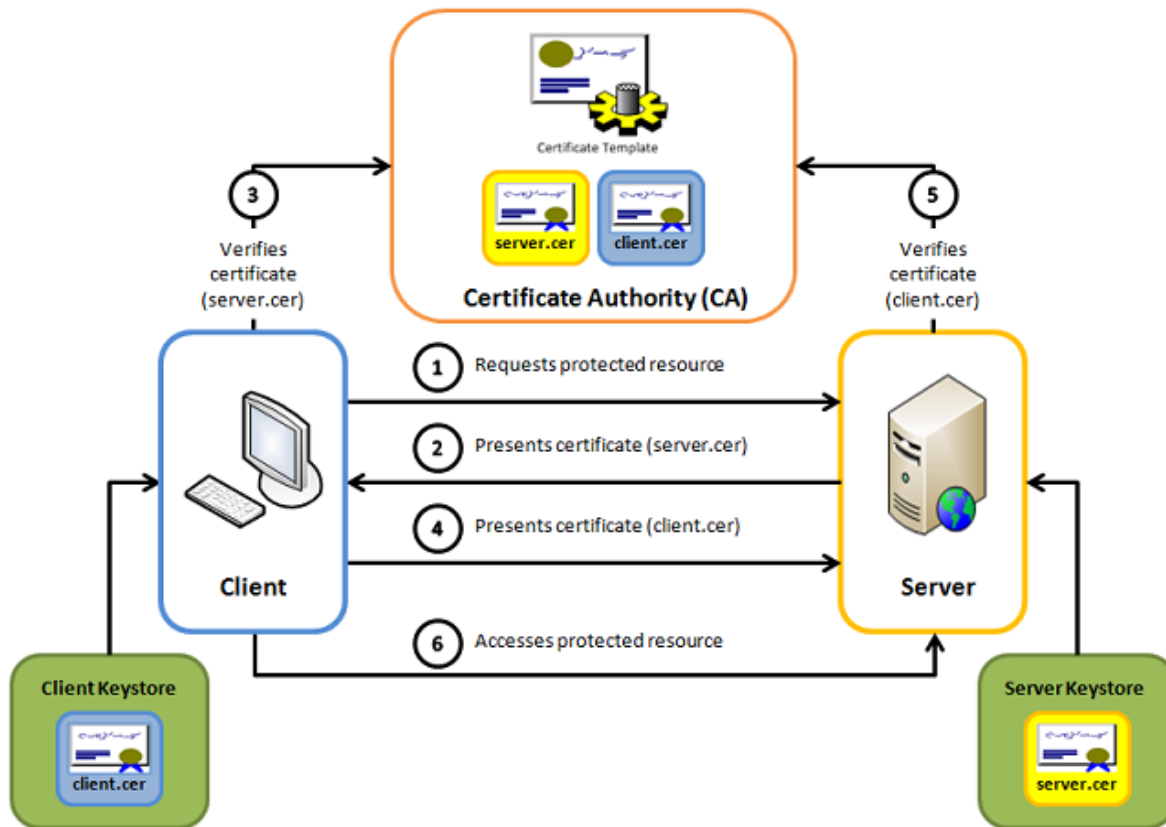 Certificate Template
server.cer
client.cer
Certificate Authority (CA)
3
Verifies
certificate
(server.cer)
5
Verifies
certificate
(client.cer)
1
Requests protected resource
2
Presents certificate (server.cer)
4
Presents certificate (client.cer)
Client
Server
6
Accesses protected resource
Client Keystore
client.cer
Server Keystore
server.cer